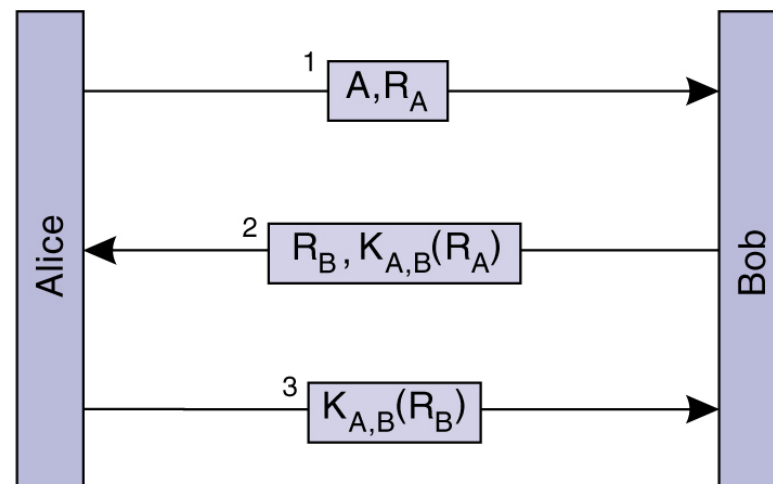 Alice
1
A,R_A
2
R_B, K_A,B(R_A)
3
K_A,B(R_B)
Bob